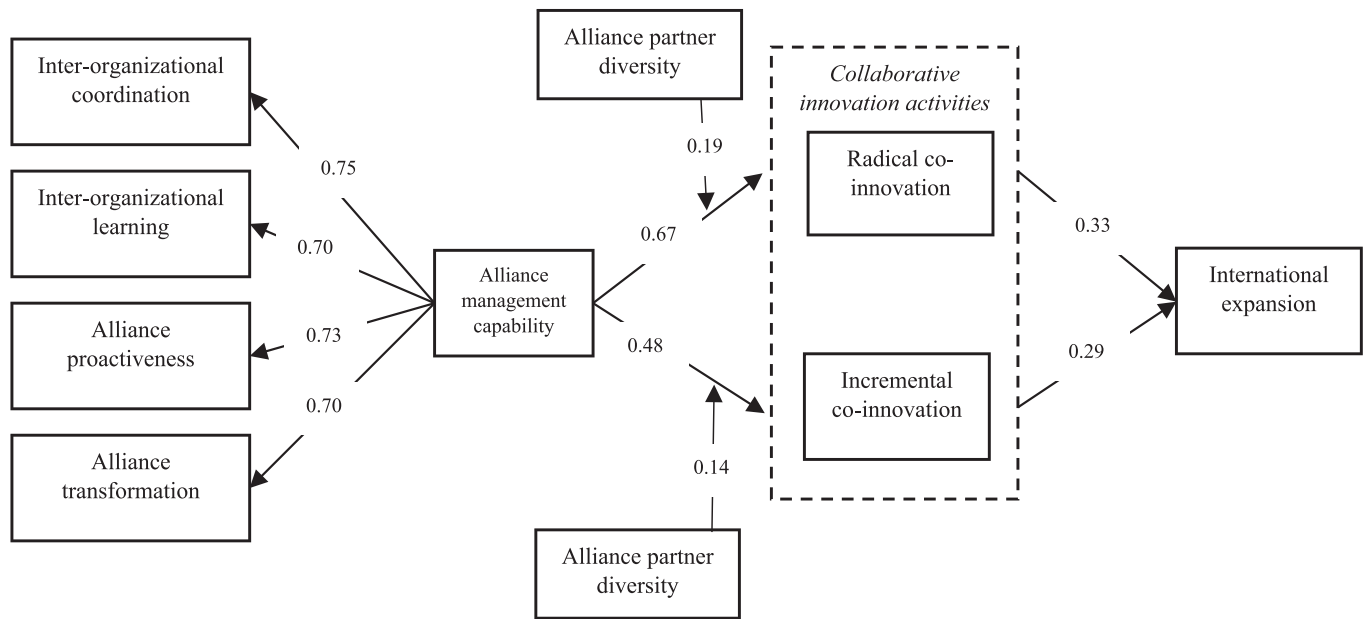 Inter-organizational
coordination
Inter-organizational
learning
Alliance
proactiveness
Alliance
transformation
0.75
0.70
0.73
0.70
Alliance
management
capability
Alliance partner
diversity
0.19
0.67
0.48
0.14
Alliance partner
diversity
Collaborative
innovation activities
Radical co-
innovation
Incremental
co-innovation
0.33
0.29
International
expansion